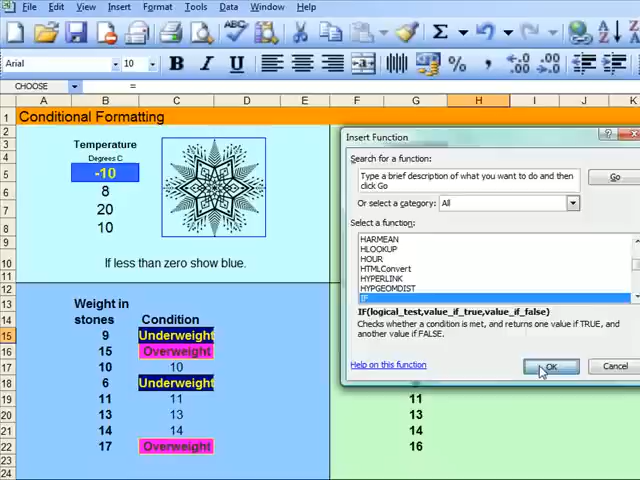 File Edit View Insert Format Tools Data Window Help
ABC
Arial 10 B I U
CHOOSE =
A B C D E F G H I J K
1 Conditional Formatting
2
3 Temperature
4 Degrees C
5 -10
6 8
7 20
8 10
9
10 If less than zero show blue.
11
12
13 Weight in
14 stones Condition
15 9 Underweight
16 15 Overweight
17 10 10
18 6 Underweight
19 11 11 11
20 13 13 13
21 14 14 14
22 17 Overweight 16
23
24
Insert Function
Search for a function:
Type a brief description of what you want to do and then
click Go
Go
Or select a category: All
Select a function:
HARMEAN
HLOOKUP
HOUR
HTMLConvert
HYPERLINK
HYPGEOMDIST
IF
IF(logical_test,value_if_true,value_if_false)
Checks whether a condition is met, and returns one value if TRUE, and
another value if FALSE.
Help on this function
OK Cancel